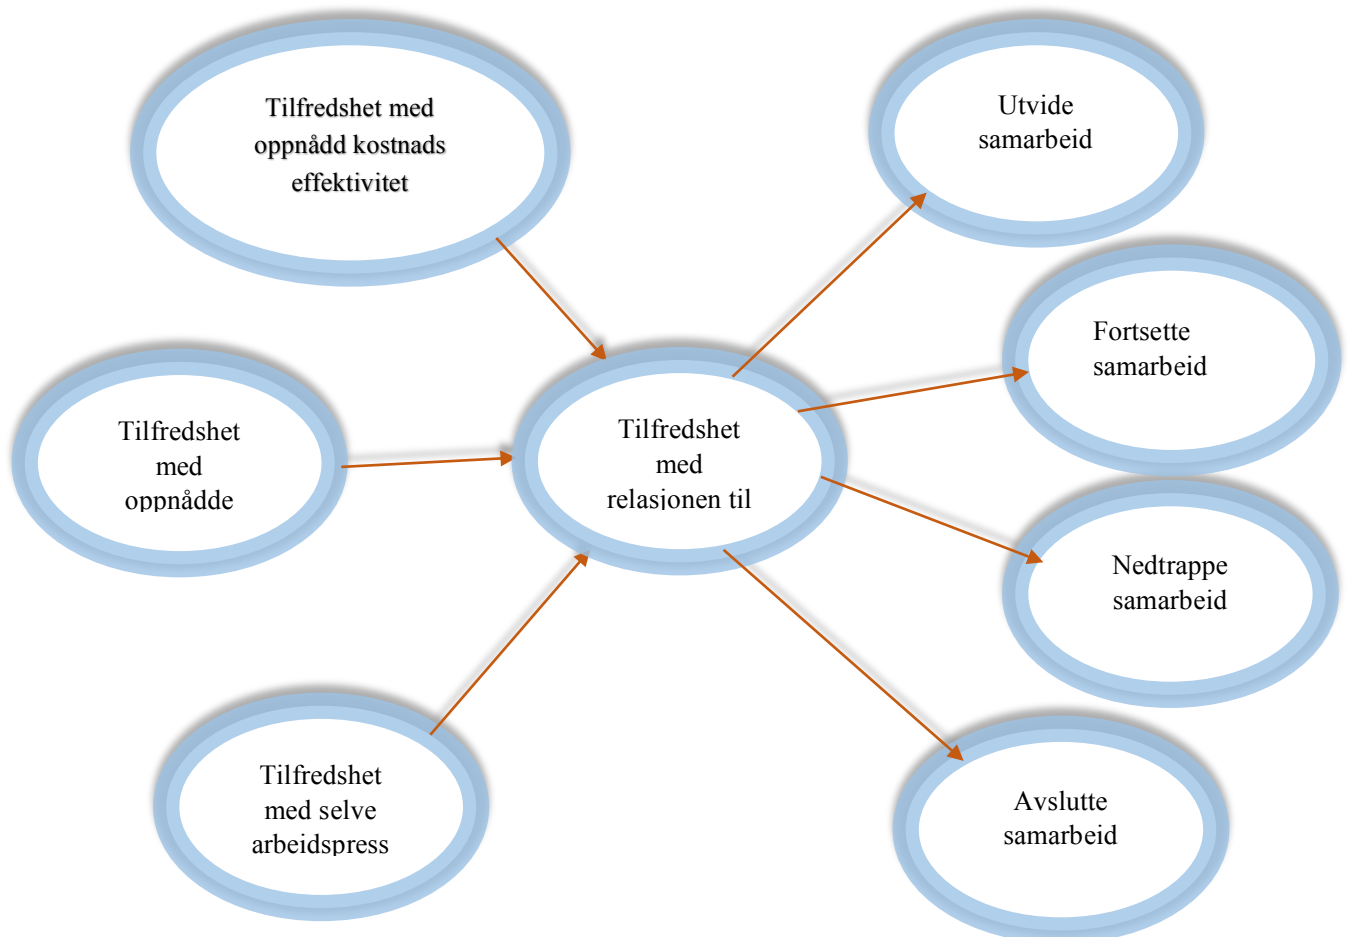 Tilfredshet med
oppnådd kostnads
effektivitet
Utvide
samarbeid
Fortsette
samarbeid
Tilfredshet
med
oppnådde
Tilfredshet
med
relasjonen til
Nedtrappe
samarbeid
Tilfredshet
med selve
arbeidspress
Avslutte
samarbeid